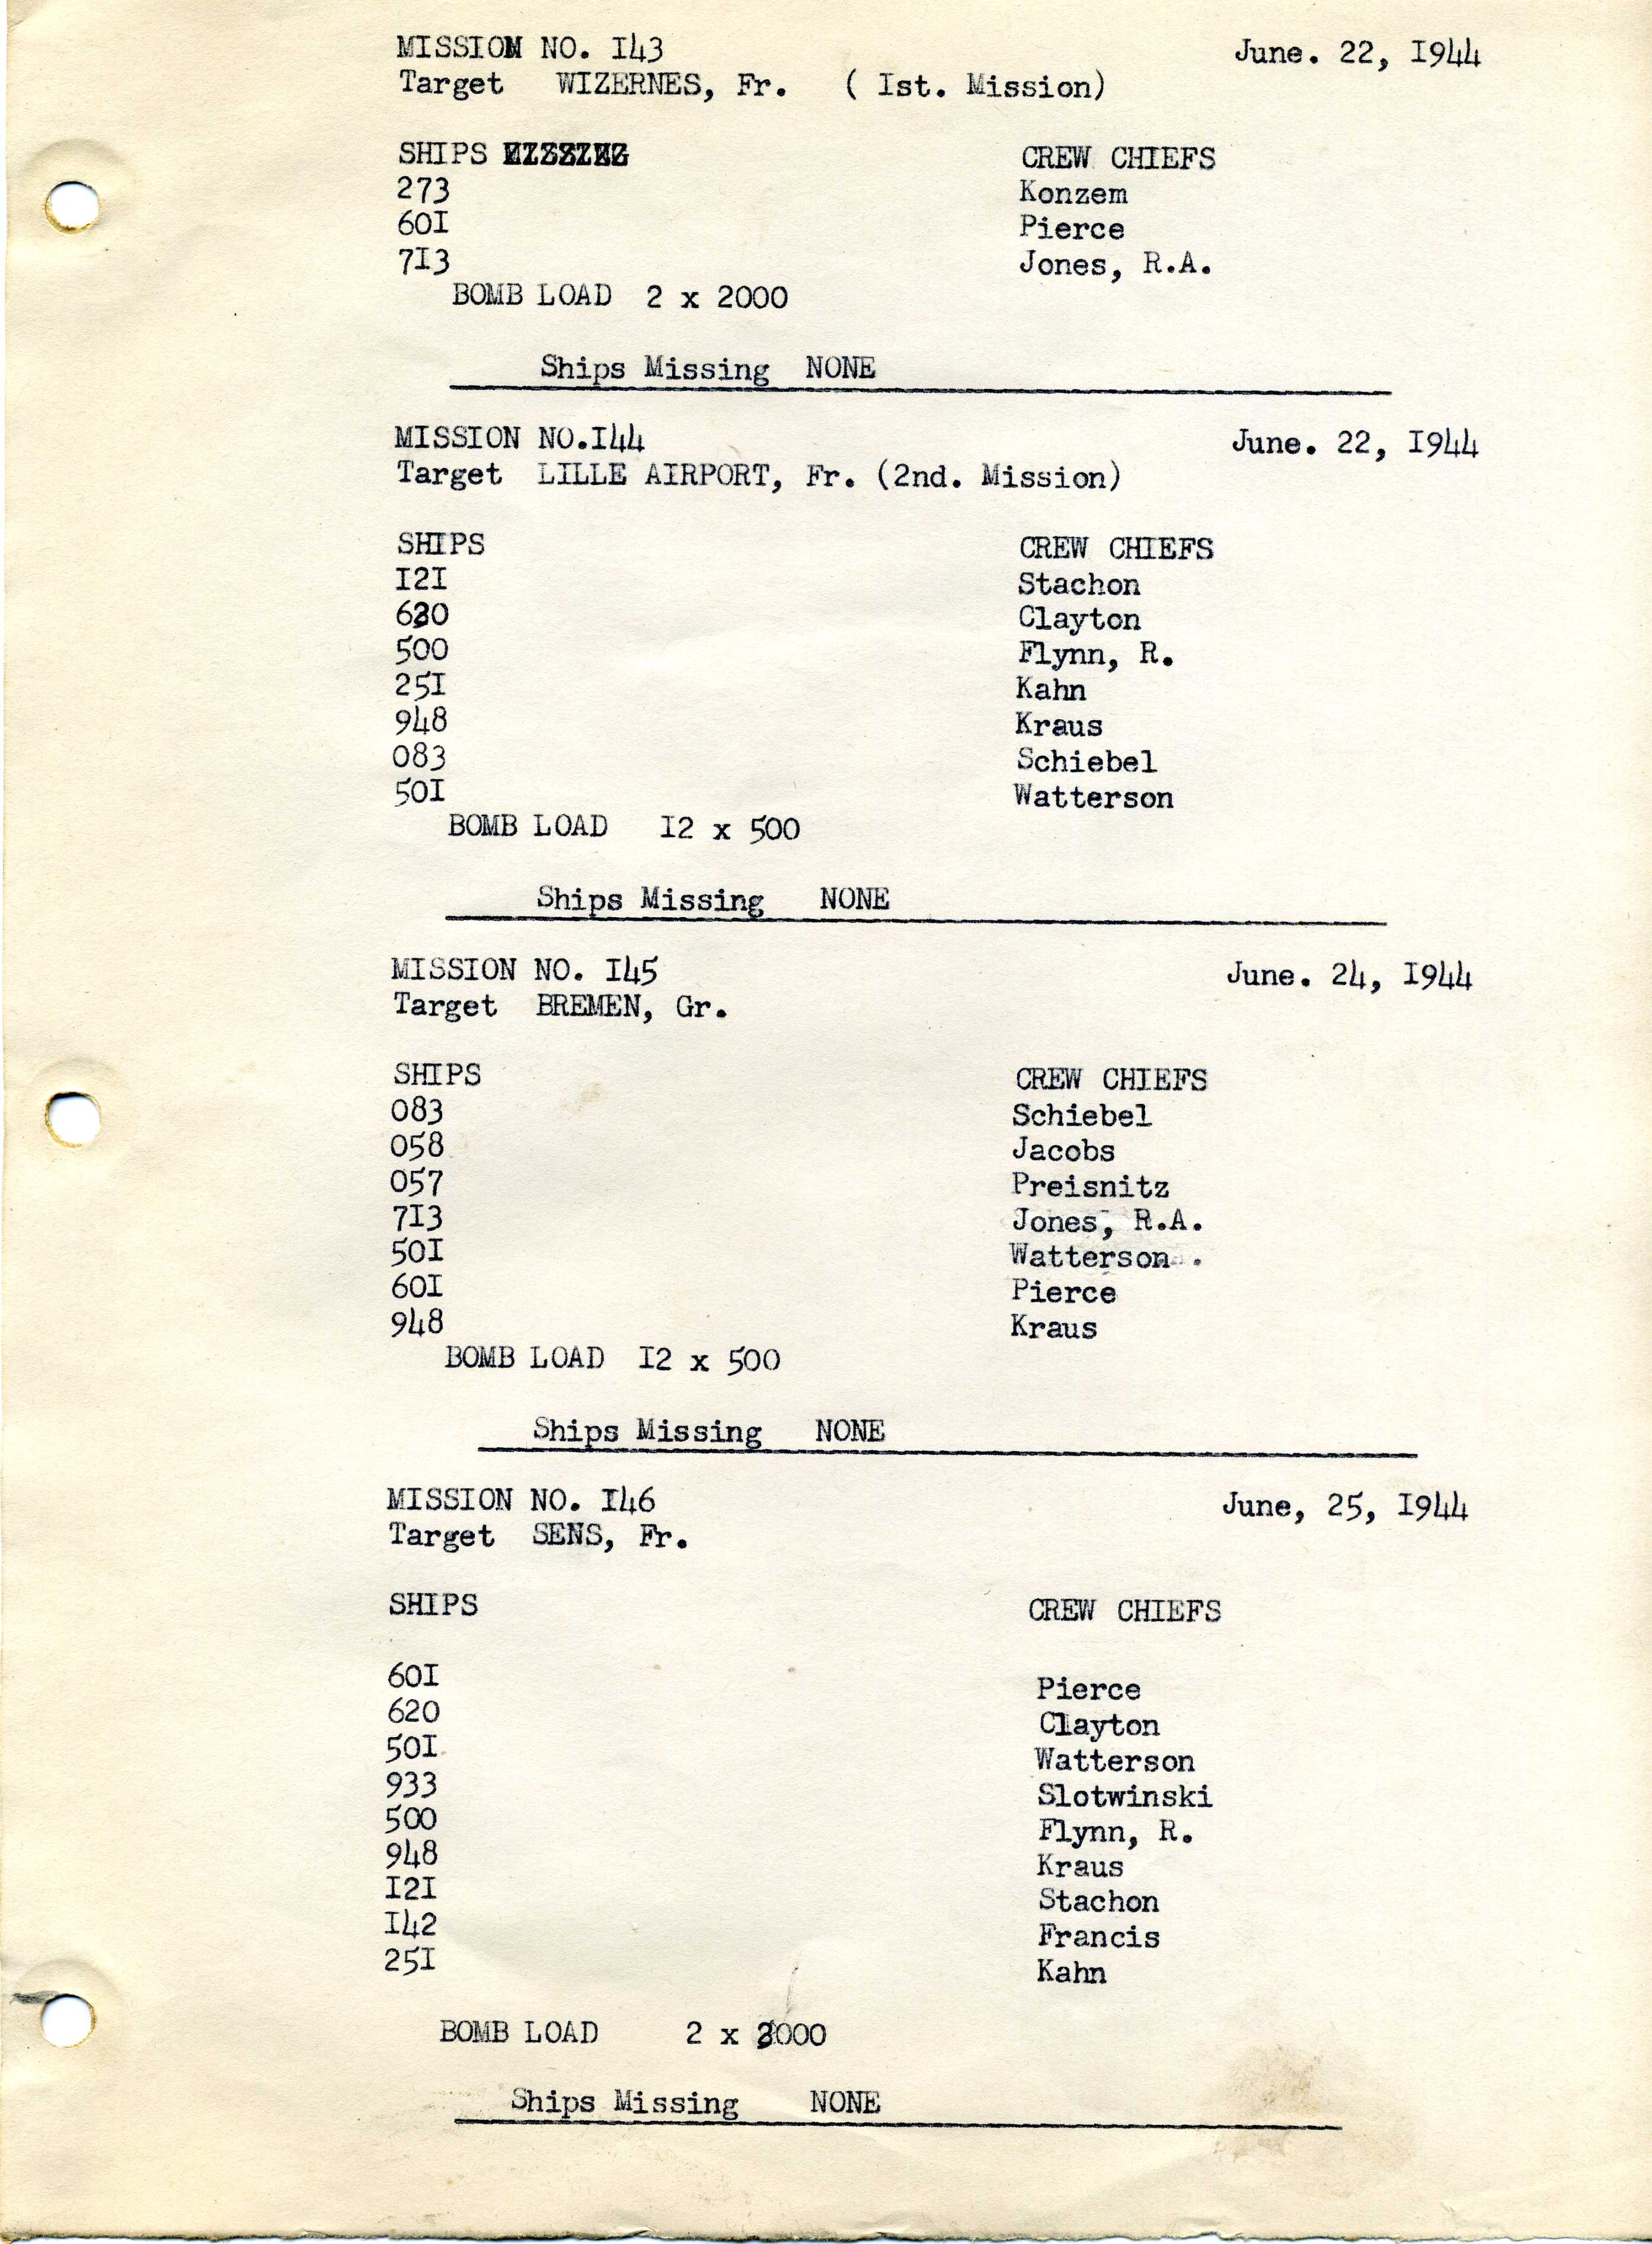 MISSION NO. I43 June. 22, I944
Target WIZERNES, Fr. ( Ist. Mission)
SHIPS CREW CHIEFS
273 Konzem
60I Pierce
7I3 Jones, R.A.
BOMB LOAD 2 x 2000
Ships Missing NONE
MISSION NO.I44 June. 22, I944
Target LILLE AIRPORT, Fr. (2nd. Mission)
SHIPS CREW CHIEFS
I2I Stachon
Clayton
500 Flynn, R.
25I Kahn
948 Kraus
083 Schiebel
50I Watterson
BOMB LOAD I2 x 500
Ships Missing NONE
MISSION NO. I45 June. 24, I944
Target BREMEN, Gr.
SHIPS CREW CHIEFS
083 Schiebel
058 Jacobs
057 Preisnitz
7I3 Jones, R.A.
50I Watterson
60I Pierce
948 Kraus
BOMB LOAD I2 x 500
Ships Missing NONE
MISSION NO. I46 June, 25, I944
Target SENS, Fr.
SHIPS CREW CHIEFS
60I Pierce
620 Clayton
50I Watterson
933 Slotwinski
500 Flynn, R.
948 Kraus
I2I Stachon
I42 Francis
25I Kahn
BOMB LOAD 2 x
Ships Missing NONE